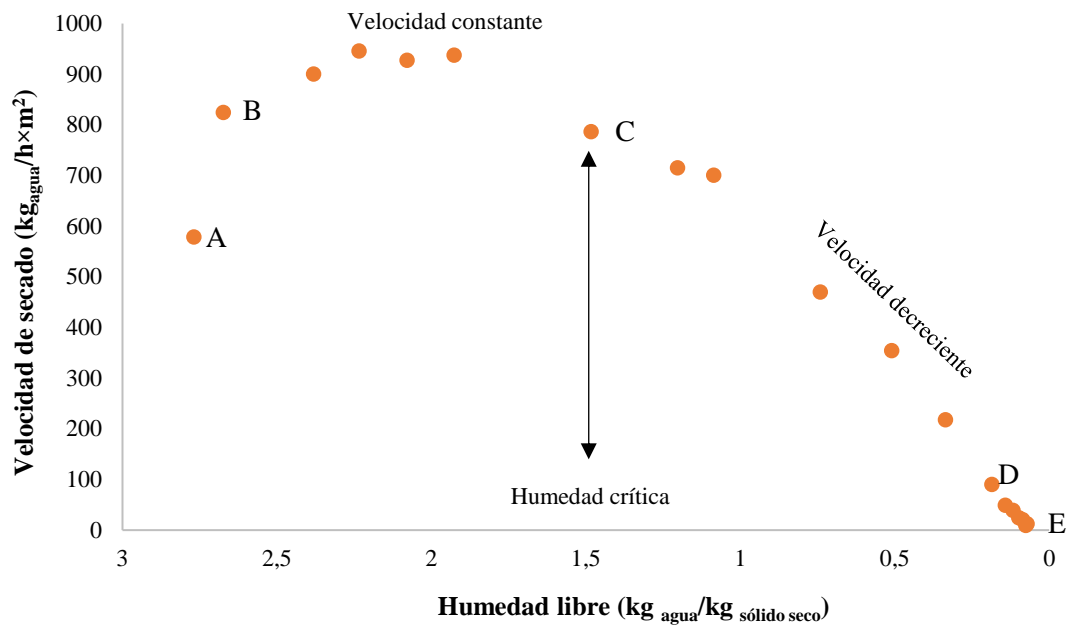 Velocidad constante
Velocidad de secado (kg agua/h×m²)
1000
900
800
700
600
500
400
300
200
100
0
A
B
C
D
E
Velocidad decreciente
Humedad crítica
3
2,5
2
1,5
1
0,5
0
Humedad libre (kg agua/kg sólido seco)